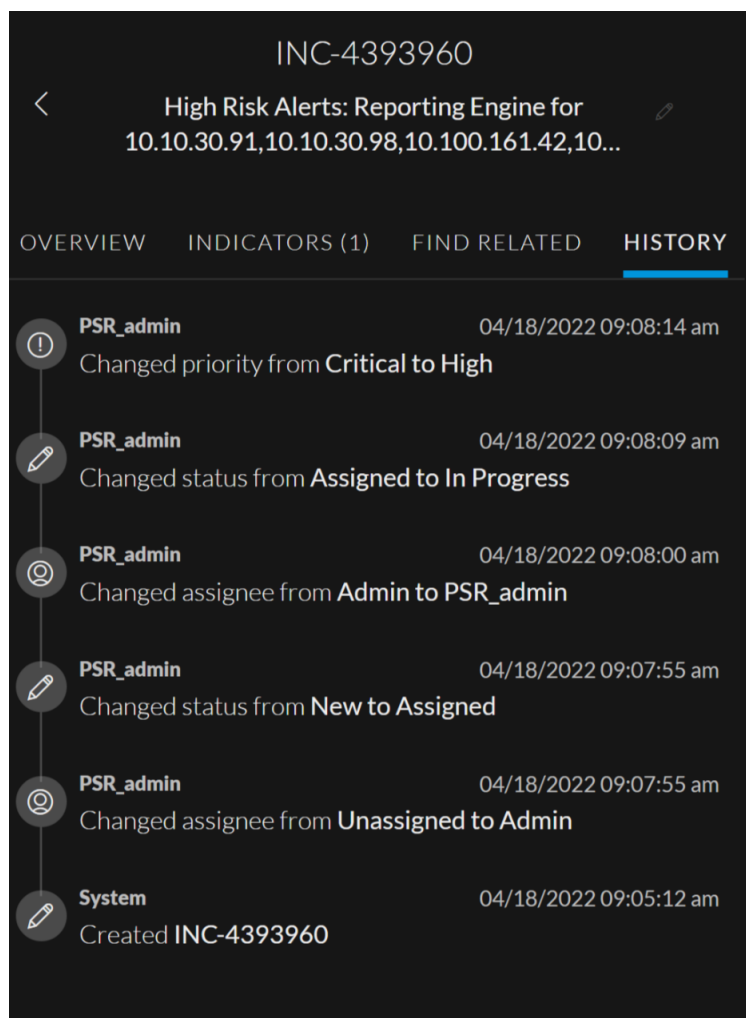 INC-4393960
High Risk Alerts: Reporting Engine for
10.10.30.91,10.10.30.98,10.100.161.42,10...
OVERVIEW INDICATORS (1) FIND RELATED HISTORY
PSR_admin 04/18/2022 09:08:14 am
Changed priority from Critical to High
PSR_admin 04/18/2022 09:08:09 am
Changed status from Assigned to In Progress
PSR_admin 04/18/2022 09:08:00 am
Changed assignee from Admin to PSR_admin
PSR_admin 04/18/2022 09:07:55 am
Changed status from New to Assigned
PSR_admin 04/18/2022 09:07:55 am
Changed assignee from Unassigned to Admin
System 04/18/2022 09:05:12 am
Created INC-4393960